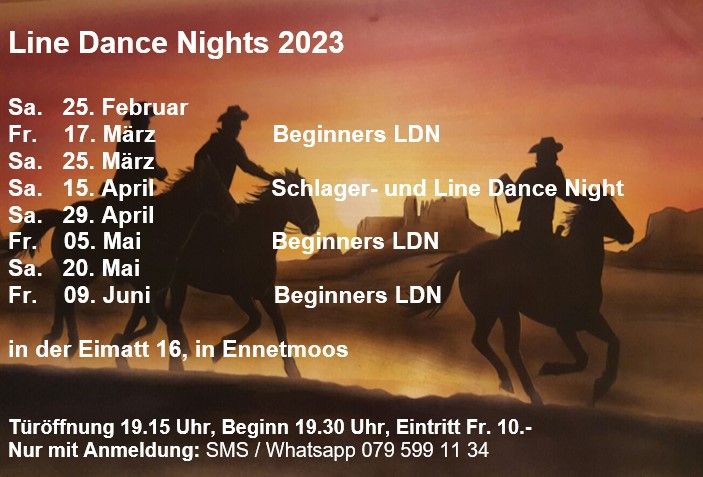 Line Dance Nights 2023
Sa. 25. Februar
Fr. 17. März Beginners LDN
Sa. 25. März
Sa. 15. April Schlager- und Line Dance Night
Sa. 29. April
Fr. 05. Mai Beginners LDN
Sa. 20. Mai
Fr. 09. Juni Beginners LDN
in der Eimatt 16, in Ennetmoos
Türöffnung 19.15 Uhr, Beginn 19.30 Uhr, Eintritt Fr. 10.-
Nur mit Anmeldung: SMS / Whatsapp 079 599 11 34